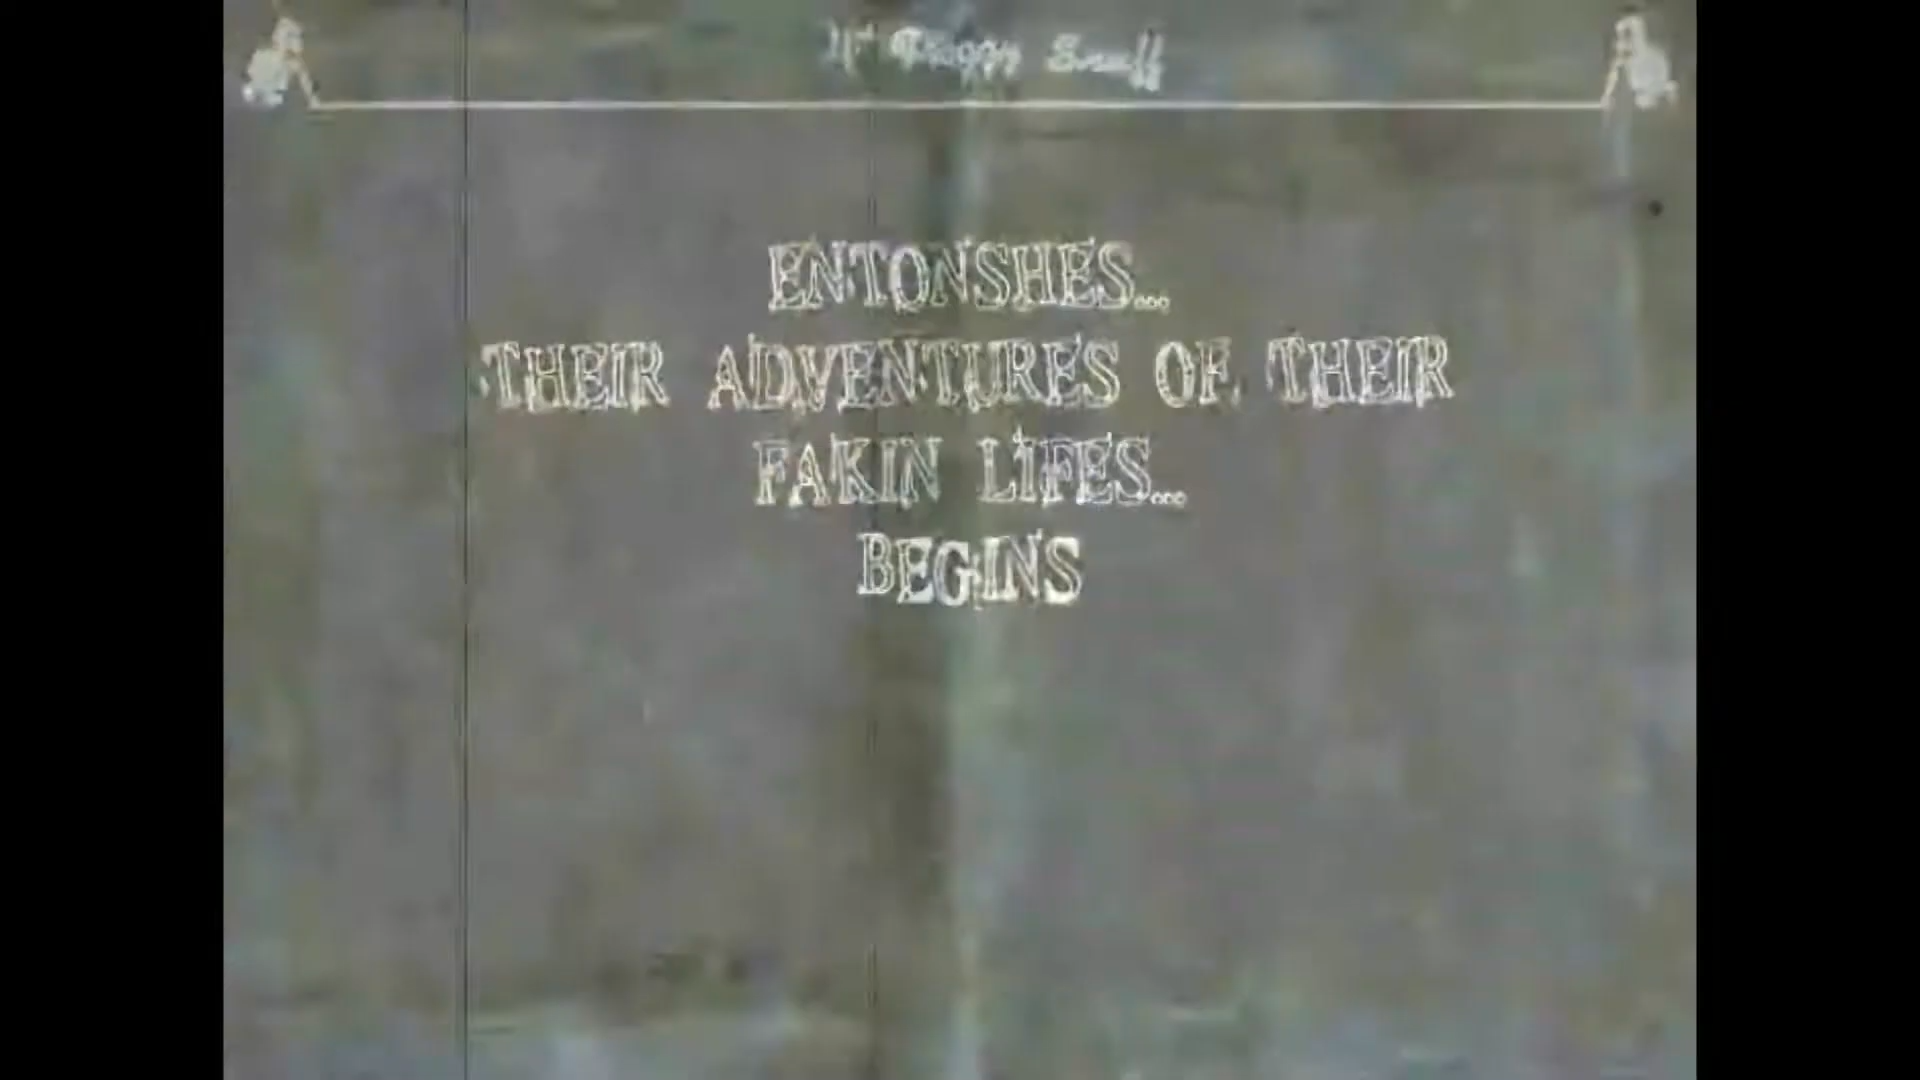 ENTONSHES...
THEIR ADVENTURES OF THEIR
FAKIN LIFES...
BEGINS